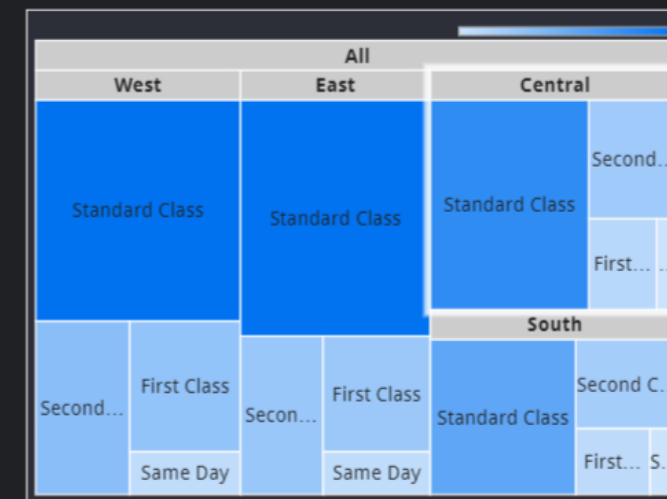 All
West
East
Central
Standard Class
Standard Class
Standard Class
Second...
First...
...
South
Second...
First Class
Same Day
Secon...
First Class
Same Day
Standard Class
Second C...
First...
S...